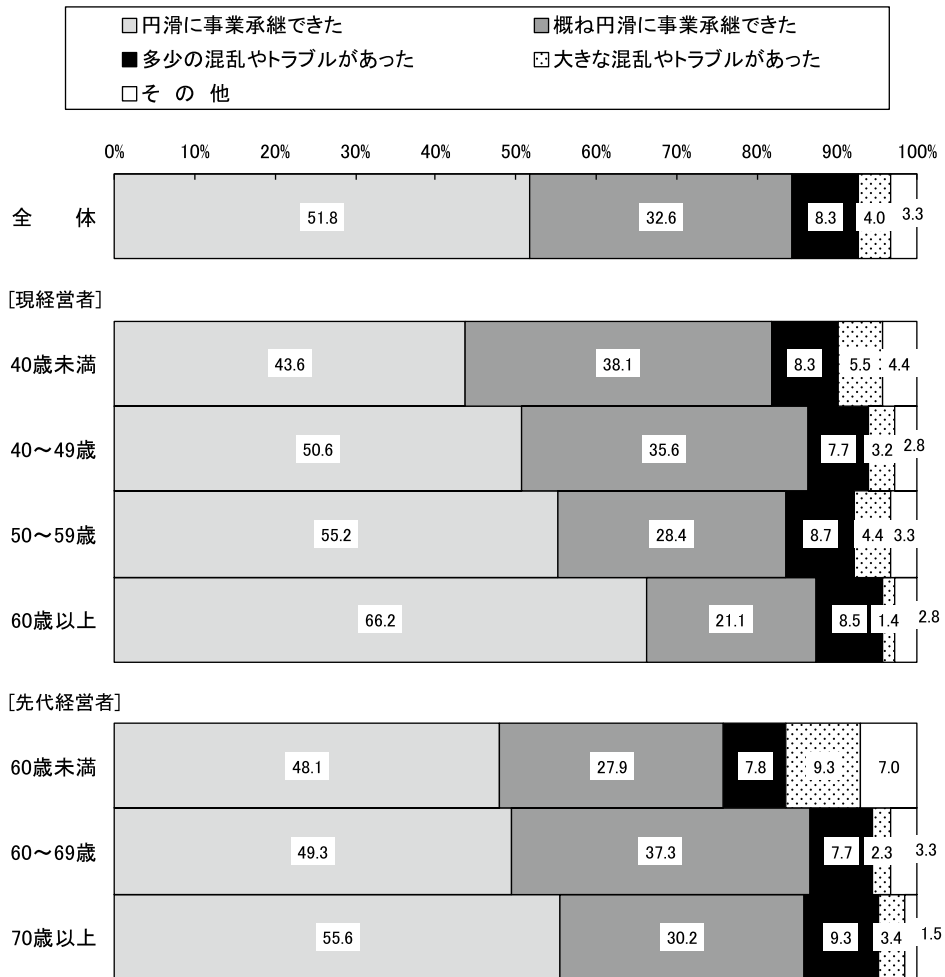 円滑に事業承継できた 概ね円滑に事業承継できた
多少の混乱やトラブルがあった 大きな混乱やトラブルがあった
そ の 他
0% 10% 20% 30% 40% 50% 60% 70% 80% 90% 100%
全 体 51.8 32.6 8.3 4.0 3.3
[現経営者]
40歳未満 43.6 38.1 8.3 5.5 4.4
40～49歳 50.6 35.6 7.7 3.2 2.8
50～59歳 55.2 28.4 8.7 4.4 3.3
60歳以上 66.2 21.1 8.5 1.4 2.8
[先代経営者]
60歳未満 48.1 27.9 7.8 9.3 7.0
60～69歳 49.3 37.3 7.7 2.3 3.3
70歳以上 55.6 30.2 9.3 3.4 1.5